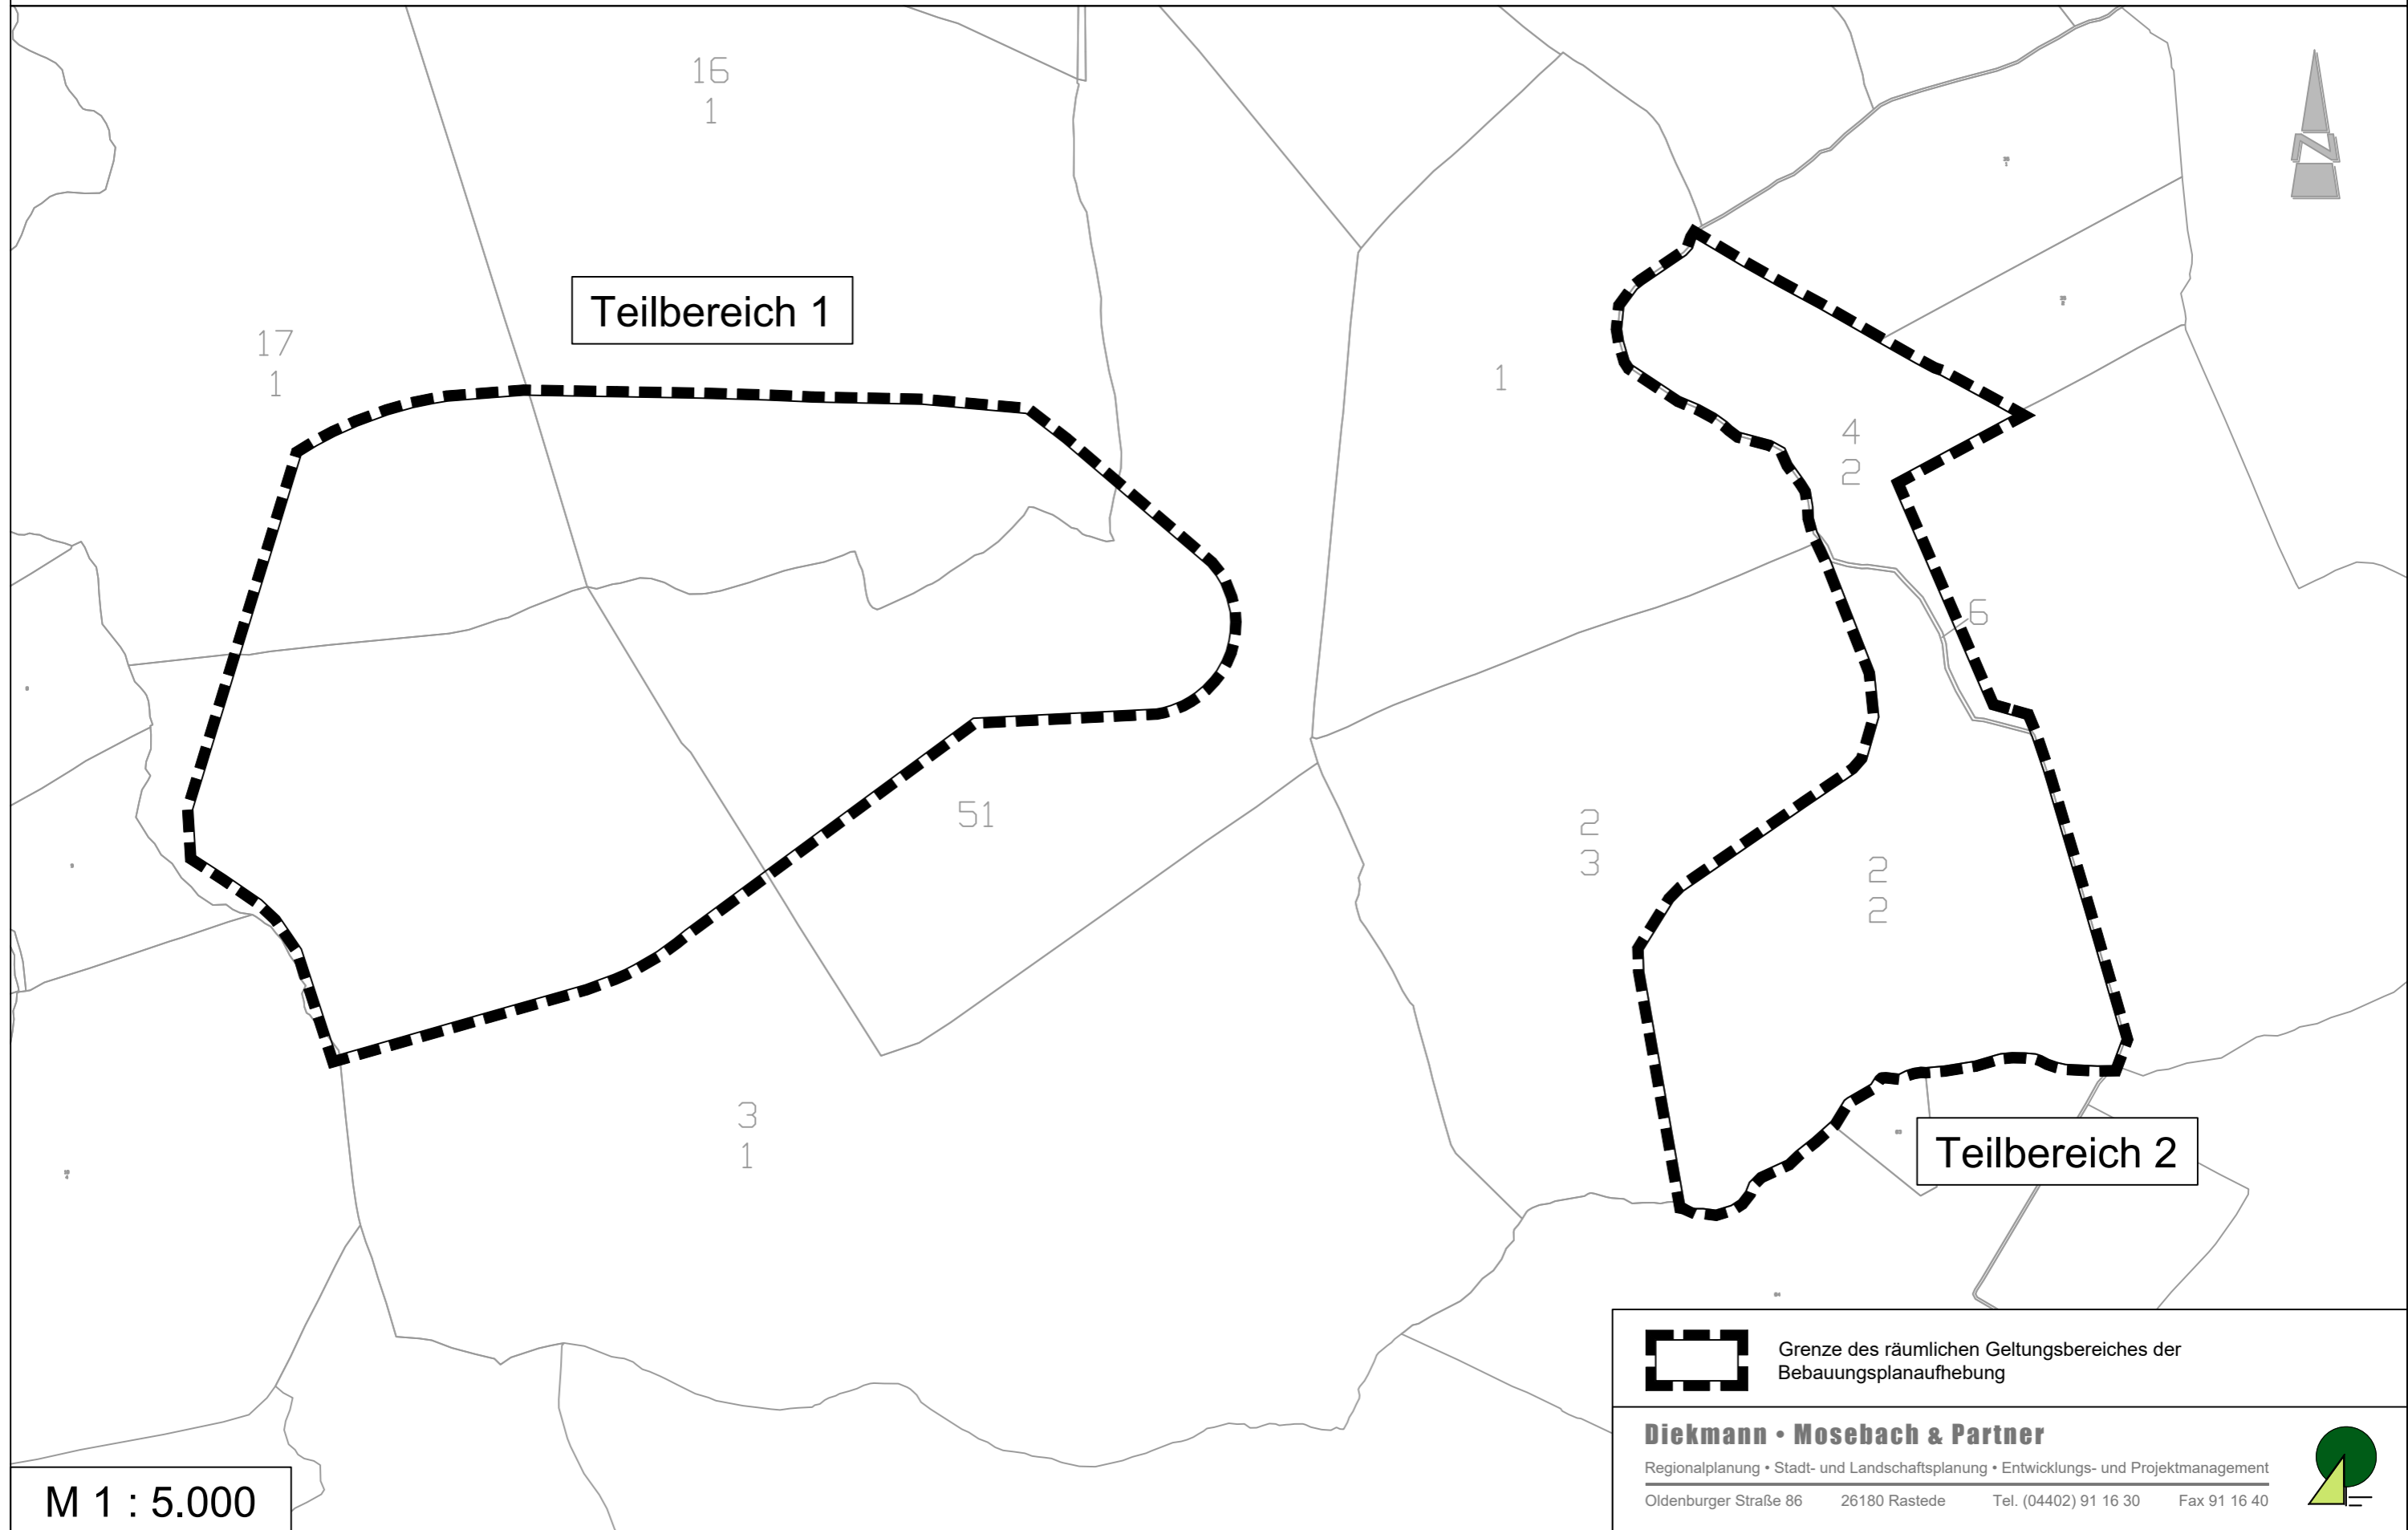 16
1
Teilbereich 1
17
1
1
4
2
6
51
2
3
2
2
3
1
Teilbereich 2
N
Grenze des räumlichen Geltungsbereiches der
Bebauungsplanaufhebung
Diekmann • Mosebach & Partner
Regionalplanung • Stadt- und Landschaftsplanung • Entwicklungs- und Projektmanagement
Oldenburger Straße 86 26180 Rastede Tel. (04402) 91 16 30 Fax 91 16 40
M 1 : 5.000